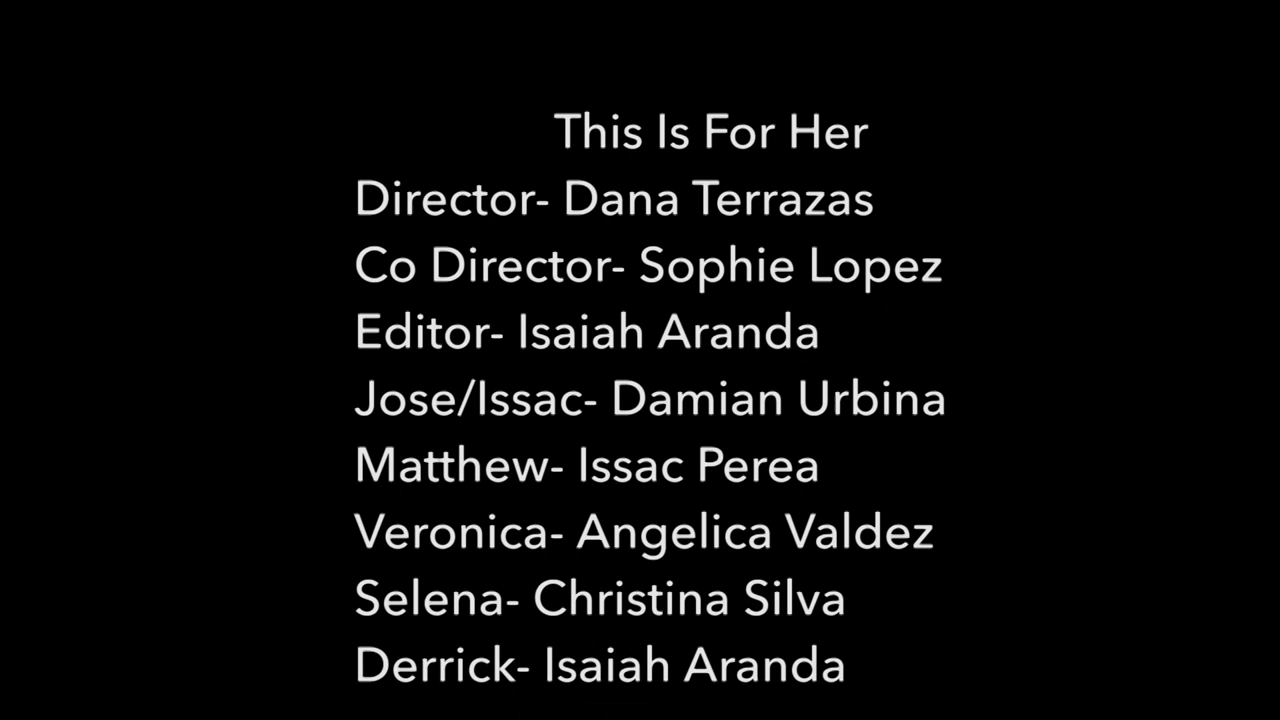 This Is For Her
Director- Dana Terrazas
Co Director- Sophie Lopez
Editor- Isaiah Aranda
Jose/Issac- Damian Urbina
Matthew- Issac Perea
Veronica- Angelica Valdez
Selena- Christina Silva
Derrick- Isaiah Aranda